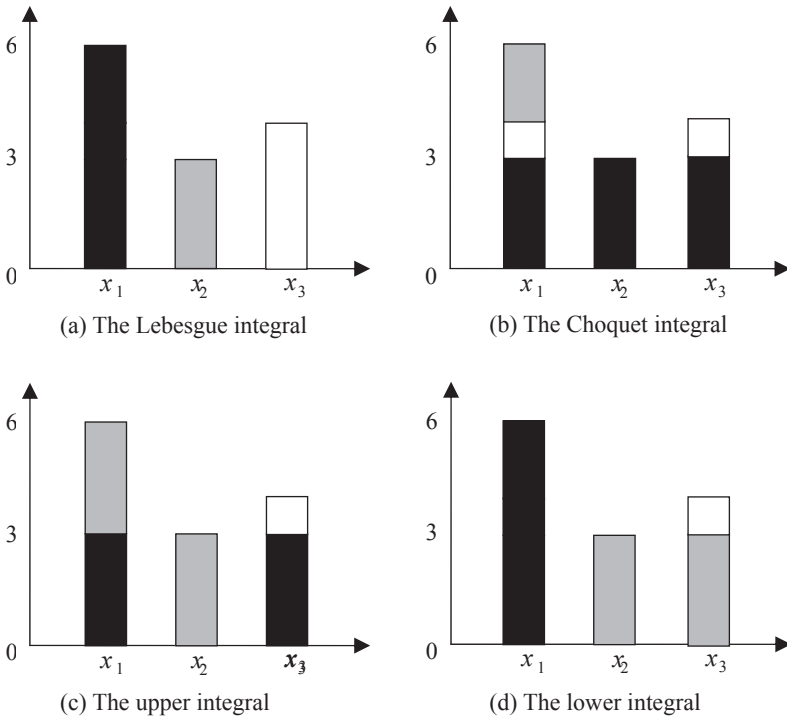 6
3
0
x1 x2 x3
(a) The Lebesgue integral
6
3
0
x1 x2 x3
(b) The Choquet integral
6
3
0
x1 x2 x3
(c) The upper integral
6
3
0
x1 x2 x3
(d) The lower integral